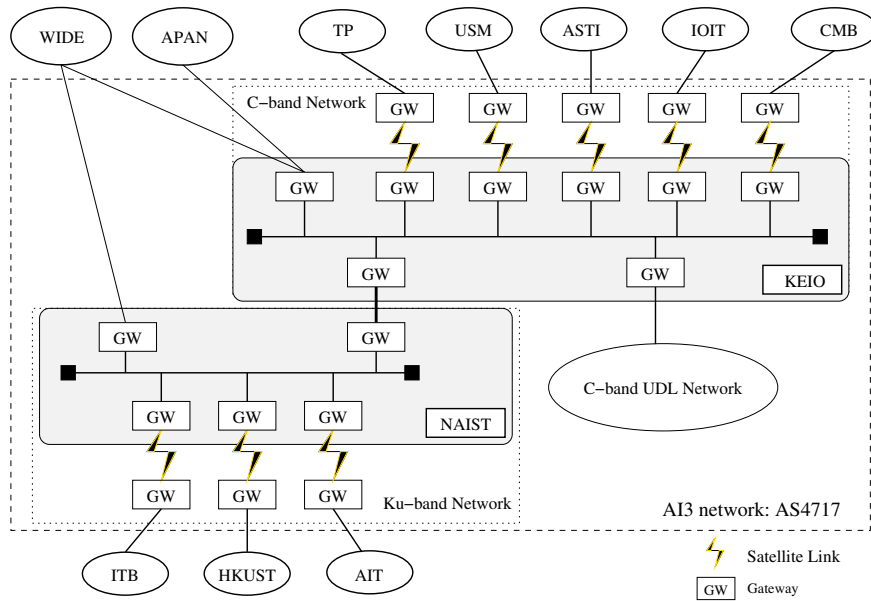 WIDE
APAN
TP
USM
ASTI
IOIT
CMB
C−band Network
GW
GW
GW
GW
GW
GW
GW
GW
GW
GW
GW
GW
GW
KEIO
GW
GW
C−band UDL Network
GW
GW
GW
NAIST
GW
GW
GW
Ku−band Network
AI3 network: AS4717
ITB
HKUST
AIT
Satellite Link
GW
Gateway